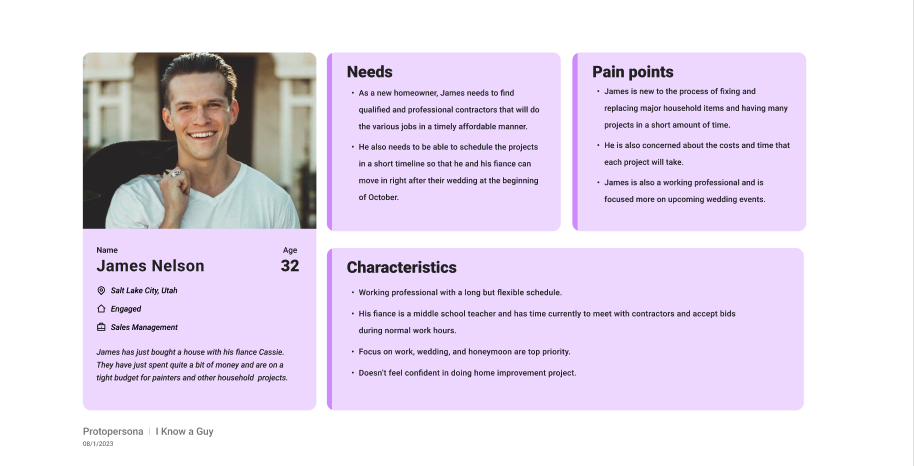 Needs
• As a new homeowner, James needs to find
qualified and professional contractors that will do
the various jobs in a timely affordable manner.
• He also needs to be able to schedule the projects
in a short timeline so that he and his fiance can
move in right after their wedding at the beginning
of October.
Pain points
• James is new to the process of fixing and
replacing major household items and having many
projects in a short amount of time.
• He is also concerned about the costs and time that
each project will take.
• James is also a working professional and is
focused more on upcoming wedding events.
Name Age
James Nelson 32
Salt Lake City, Utah
Engaged
Sales Management
James has just bought a house with his fiance Cassie.
They have just spent quite a bit of money and are on a
tight budget for painters and other household projects.
Characteristics
• Working professional with a long but flexible schedule.
• His fiance is a middle school teacher and has time currently to meet with contractors and accept bids
during normal work hours.
• Focus on work, wedding, and honeymoon are top priority.
• Doesn't feel confident in doing home improvement project.
Protopersona | I Know a Guy
08/1/2023